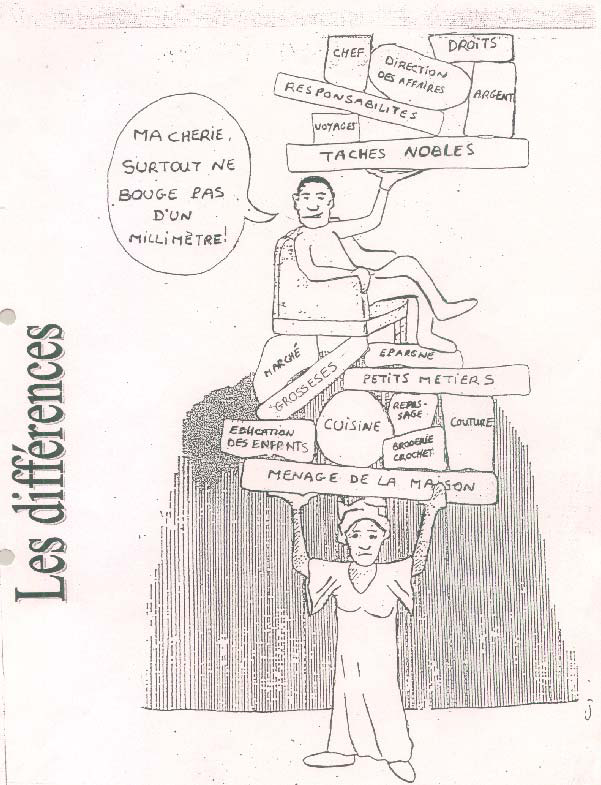 Les différences
MA CHERIE,
SURTOUT NE
BOUGE PAS
D'UN
MILLIMÈTRE!
CHEF
DIRECTION
DES AFFAIRES
DROITS
RESPONSABILITES
ARGENT
VOYAGES
TACHES NOBLES
MARCHÉ
GROSSESES
EPARGNE
PETITS METIERS
EDUCATION
DES ENFANTS
CUISINE
REPAS-
SAGE
BRODERIE
CROCHET
COUTURE
MENAGE DE LA MAISON